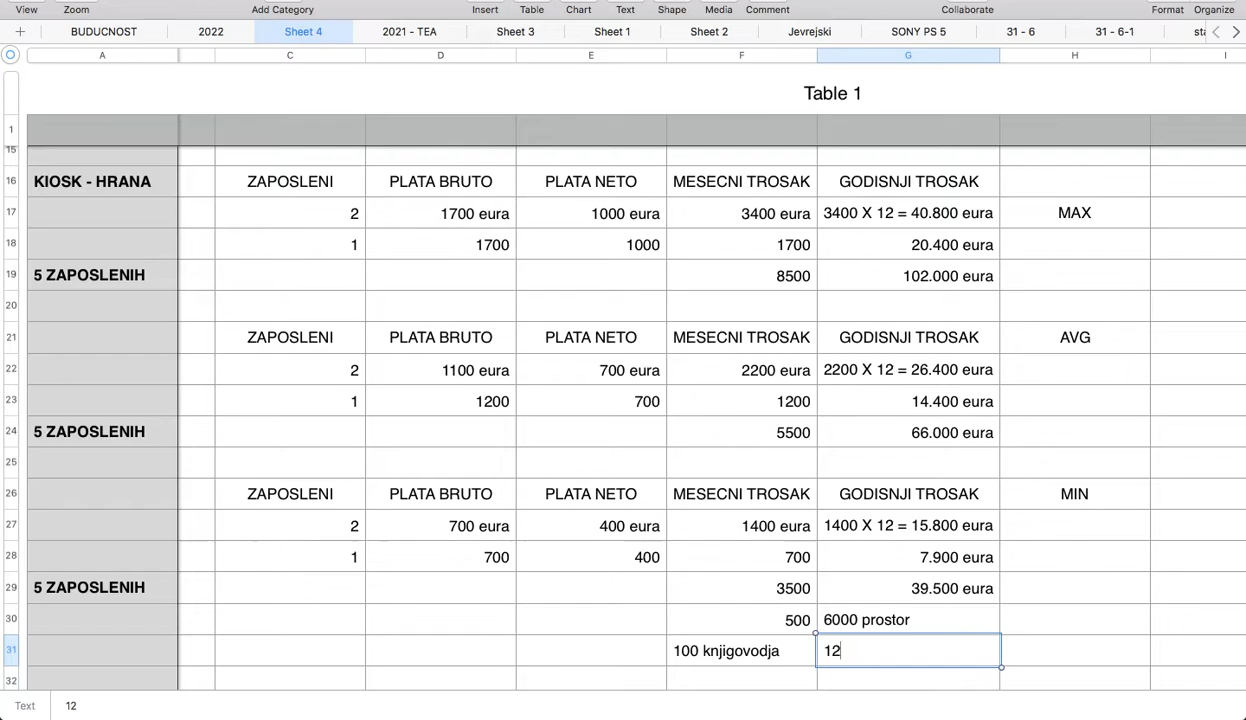 View Zoom Add Category Insert Table Chart Text Shape Media Comment Collaborate Format Organize
BUDUCNOST 2022 Sheet 4 2021 - TEA Sheet 3 Sheet 1 Sheet 2 Jevrejski SONY PS 5 31 - 6 31 - 6-1
A C D E F G H I
Table 1
1
15
16 KIOSK - HRANA ZAPOSLENI PLATA BRUTO PLATA NETO MESECNI TROSAK GODISNJI TROSAK
17 2 1700 eura 1000 eura 3400 eura 3400 X 12 = 40.800 eura MAX
18 1 1700 1000 1700 20.400 eura
19 5 ZAPOSLENIH 8500 102.000 eura
20
21 ZAPOSLENI PLATA BRUTO PLATA NETO MESECNI TROSAK GODISNJI TROSAK AVG
22 2 1100 eura 700 eura 2200 eura 2200 X 12 = 26.400 eura
23 1 1200 700 1200 14.400 eura
24 5 ZAPOSLENIH 5500 66.000 eura
25
26 ZAPOSLENI PLATA BRUTO PLATA NETO MESECNI TROSAK GODISNJI TROSAK MIN
27 2 700 eura 400 eura 1400 eura 1400 X 12 = 15.800 eura
28 1 700 400 700 7.900 eura
29 5 ZAPOSLENIH 3500 39.500 eura
30 500 6000 prostor
31 100 knjigovodja 12
32
Text 12